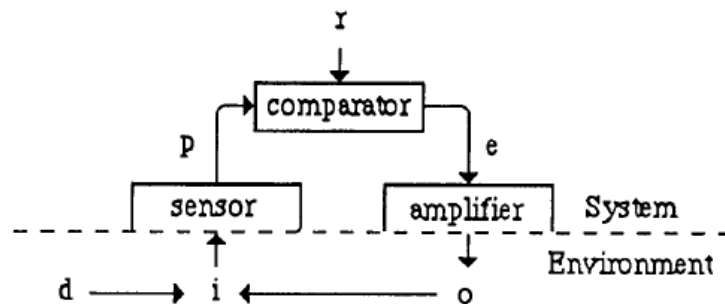 r
comparator
p
e
sensor
amplifier
System
Environment
d
i
o